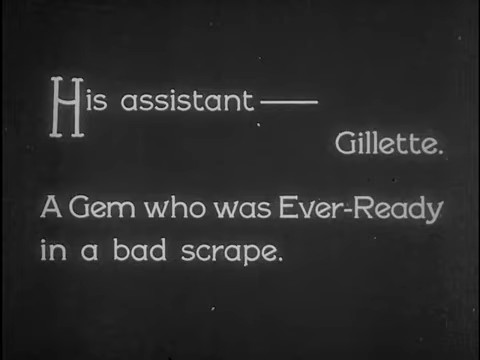 His assistant——
Gillette.
A Gem who was Ever-Ready
in a bad scrape.